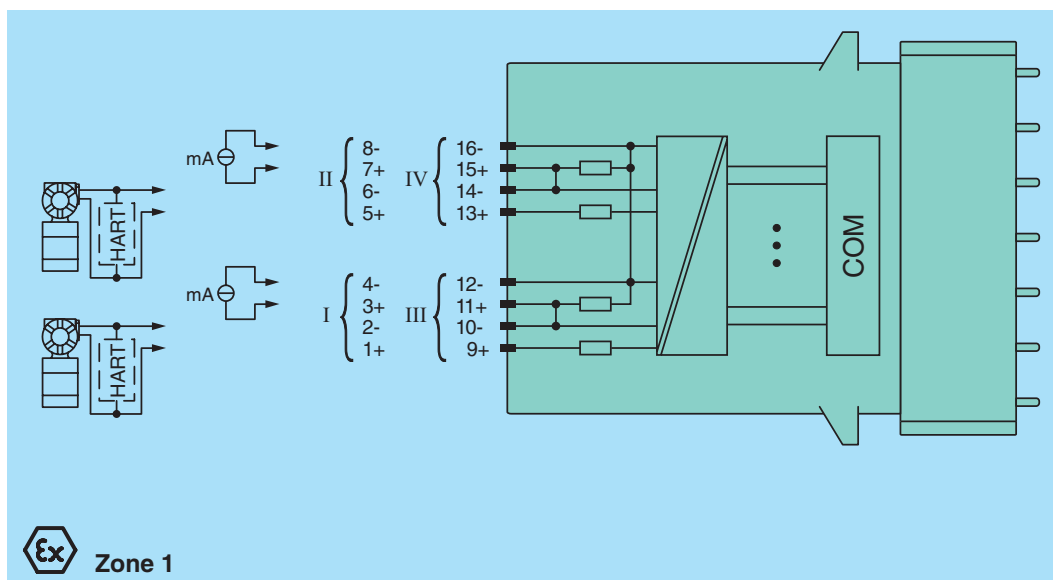 mA
II
8-
7+
6-
5+
IV
16-
15+
14-
13+
HART
mA
I
4-
3+
2-
1+
III
12-
11+
10-
9+
HART
COM
Ex Zone 1